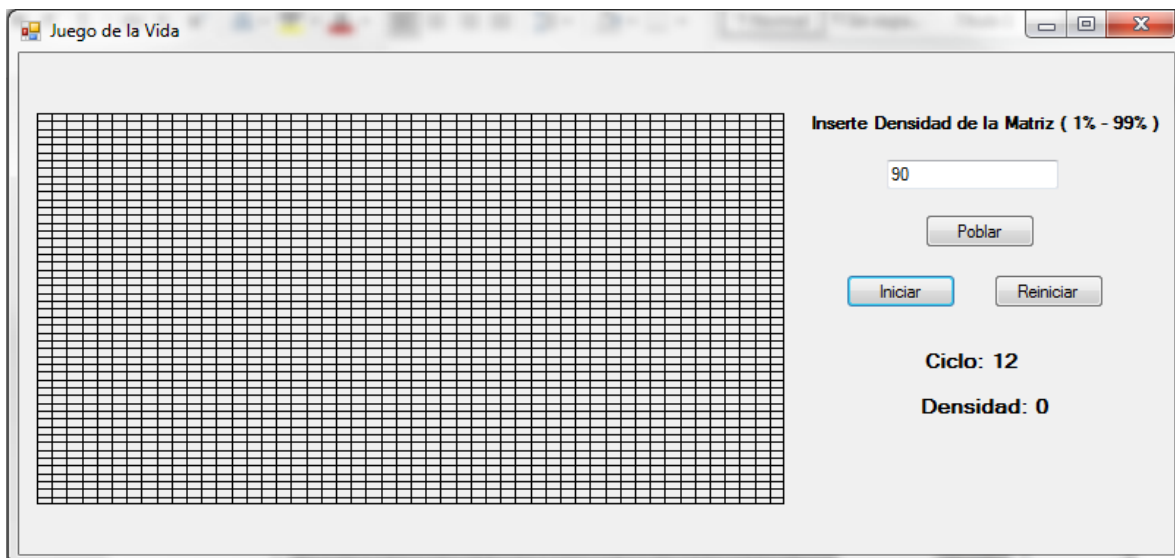 Juego de la Vida
Inserte Densidad de la Matriz ( 1% - 99% )
90
Poblar
Iniciar
Reiniciar
Ciclo: 12
Densidad: 0